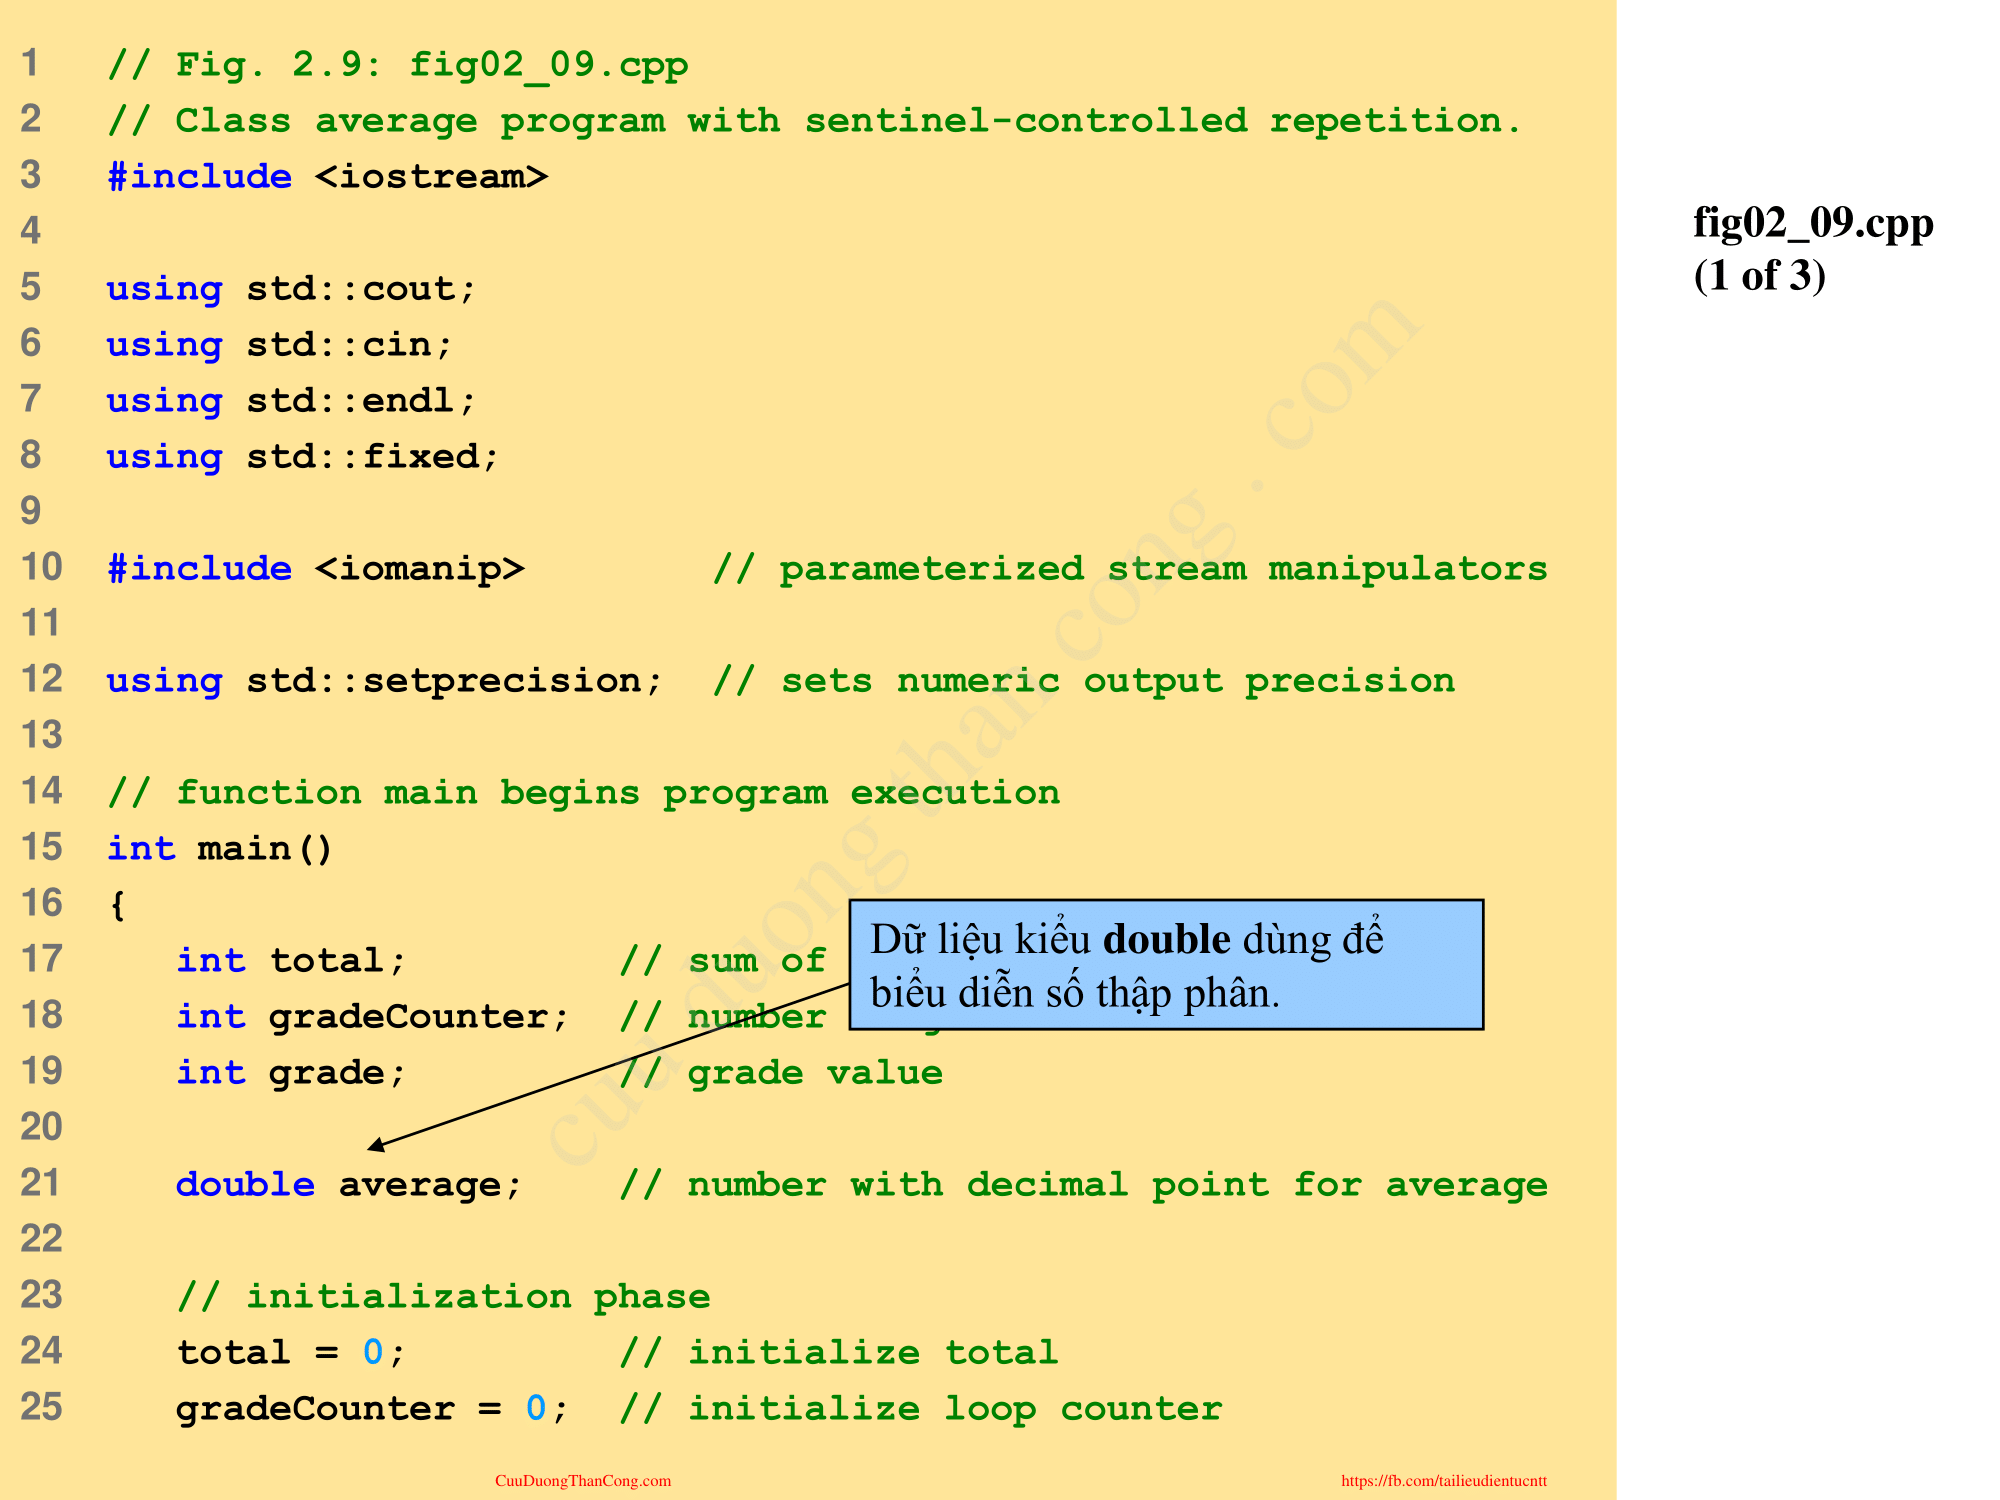 1 // Fig. 2.9: fig02_09.cpp
2 // Class average program with sentinel-controlled repetition.
3 #include <iostream>
4
5 using std::cout;
6 using std::cin;
7 using std::endl;
8 using std::fixed;
9
10 #include <iomanip> // parameterized stream manipulators
11
12 using std::setprecision; // sets numeric output precision
13
14 // function main begins program execution
15 int main()
16 {
17 int total; // sum of
18 int gradeCounter; // number
19 int grade; // grade value
20
21 double average; // number with decimal point for average
22
23 // initialization phase
24 total = 0; // initialize total
25 gradeCounter = 0; // initialize loop counter
Dữ liệu kiểu double dùng để
biểu diễn số thập phân.
fig02_09.cpp
(1 of 3)
cuu duong than cong . com
CuuDuongThanCong.com
https://fb.com/tailieudientucntt